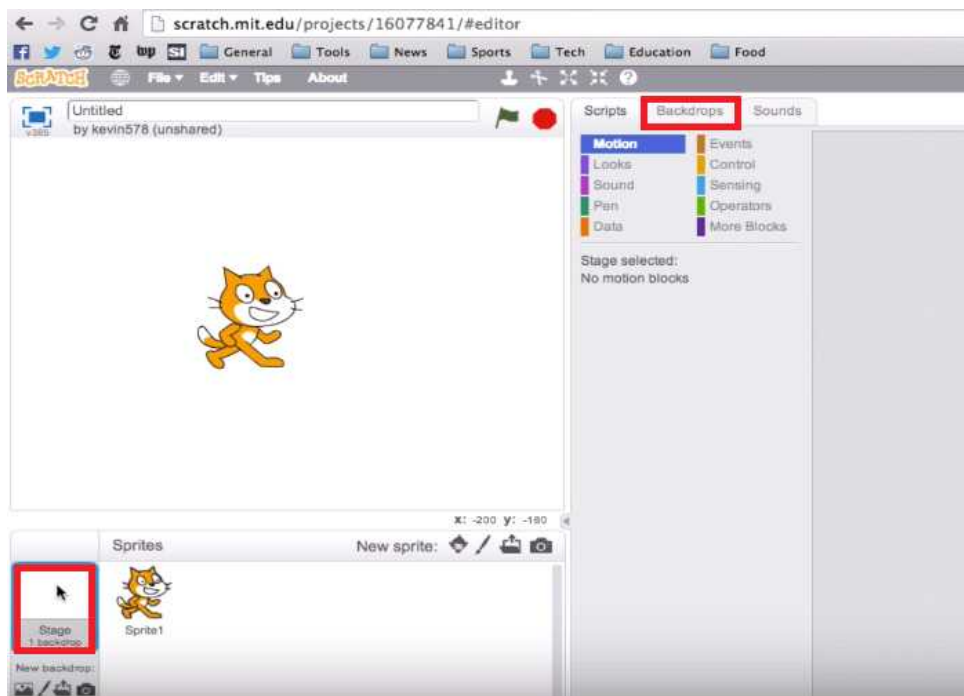 scratch.mit.edu/projects/16077841/#editor
General Tools News Sports Tech Education Food
SCRATCH File Edit Tips About
Untitled
by kevin578 (unshared)
Scripts Backdrops Sounds
Motion Events
Looks Control
Sound Sensing
Pen Operators
Data More Blocks
Stage selected:
No motion blocks
x: -200 y: -180
Sprites New sprite:
Stage
1 backdrop
Sprite1
New backdrop: